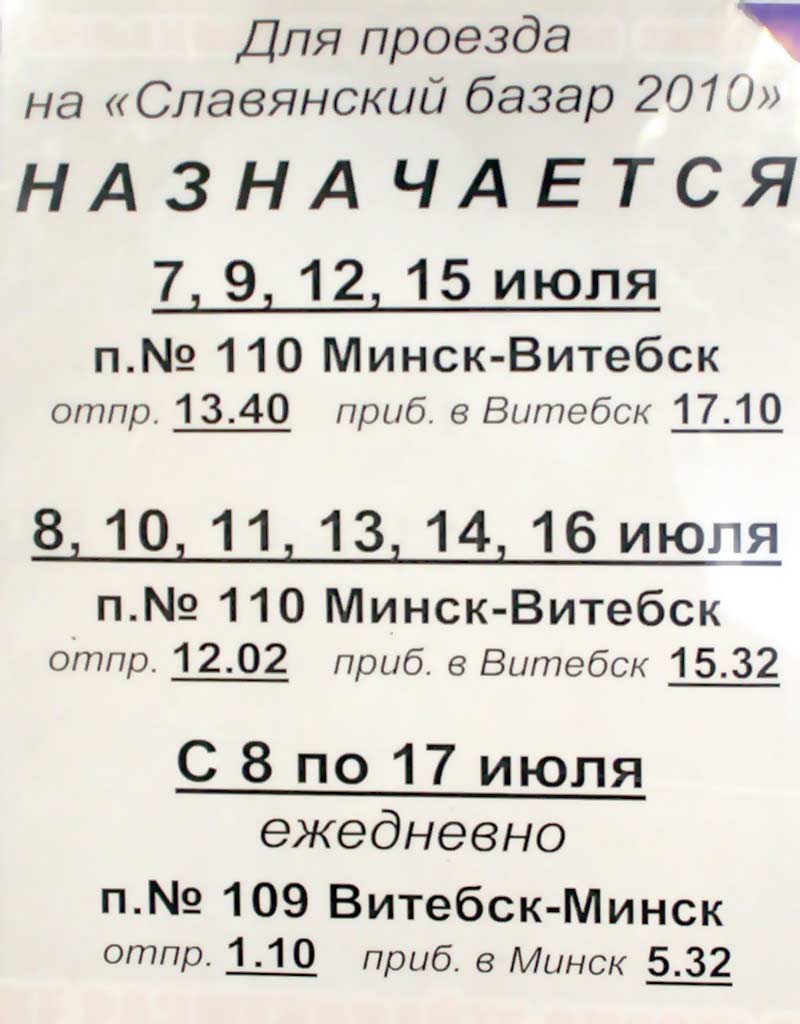 Для проезда
на «Славянский базар 2010»
НАЗНАЧАЕТСЯ
7, 9, 12, 15 июля
п.№ 110 Минск-Витебск
отпр. 13.40 приб. в Витебск 17.10
8, 10, 11, 13, 14, 16 июля
п.№ 110 Минск-Витебск
отпр. 12.02 приб. в Витебск 15.32
С 8 по 17 июля
ежедневно
п.№ 109 Витебск-Минск
отпр. 1.10 приб. в Минск 5.32